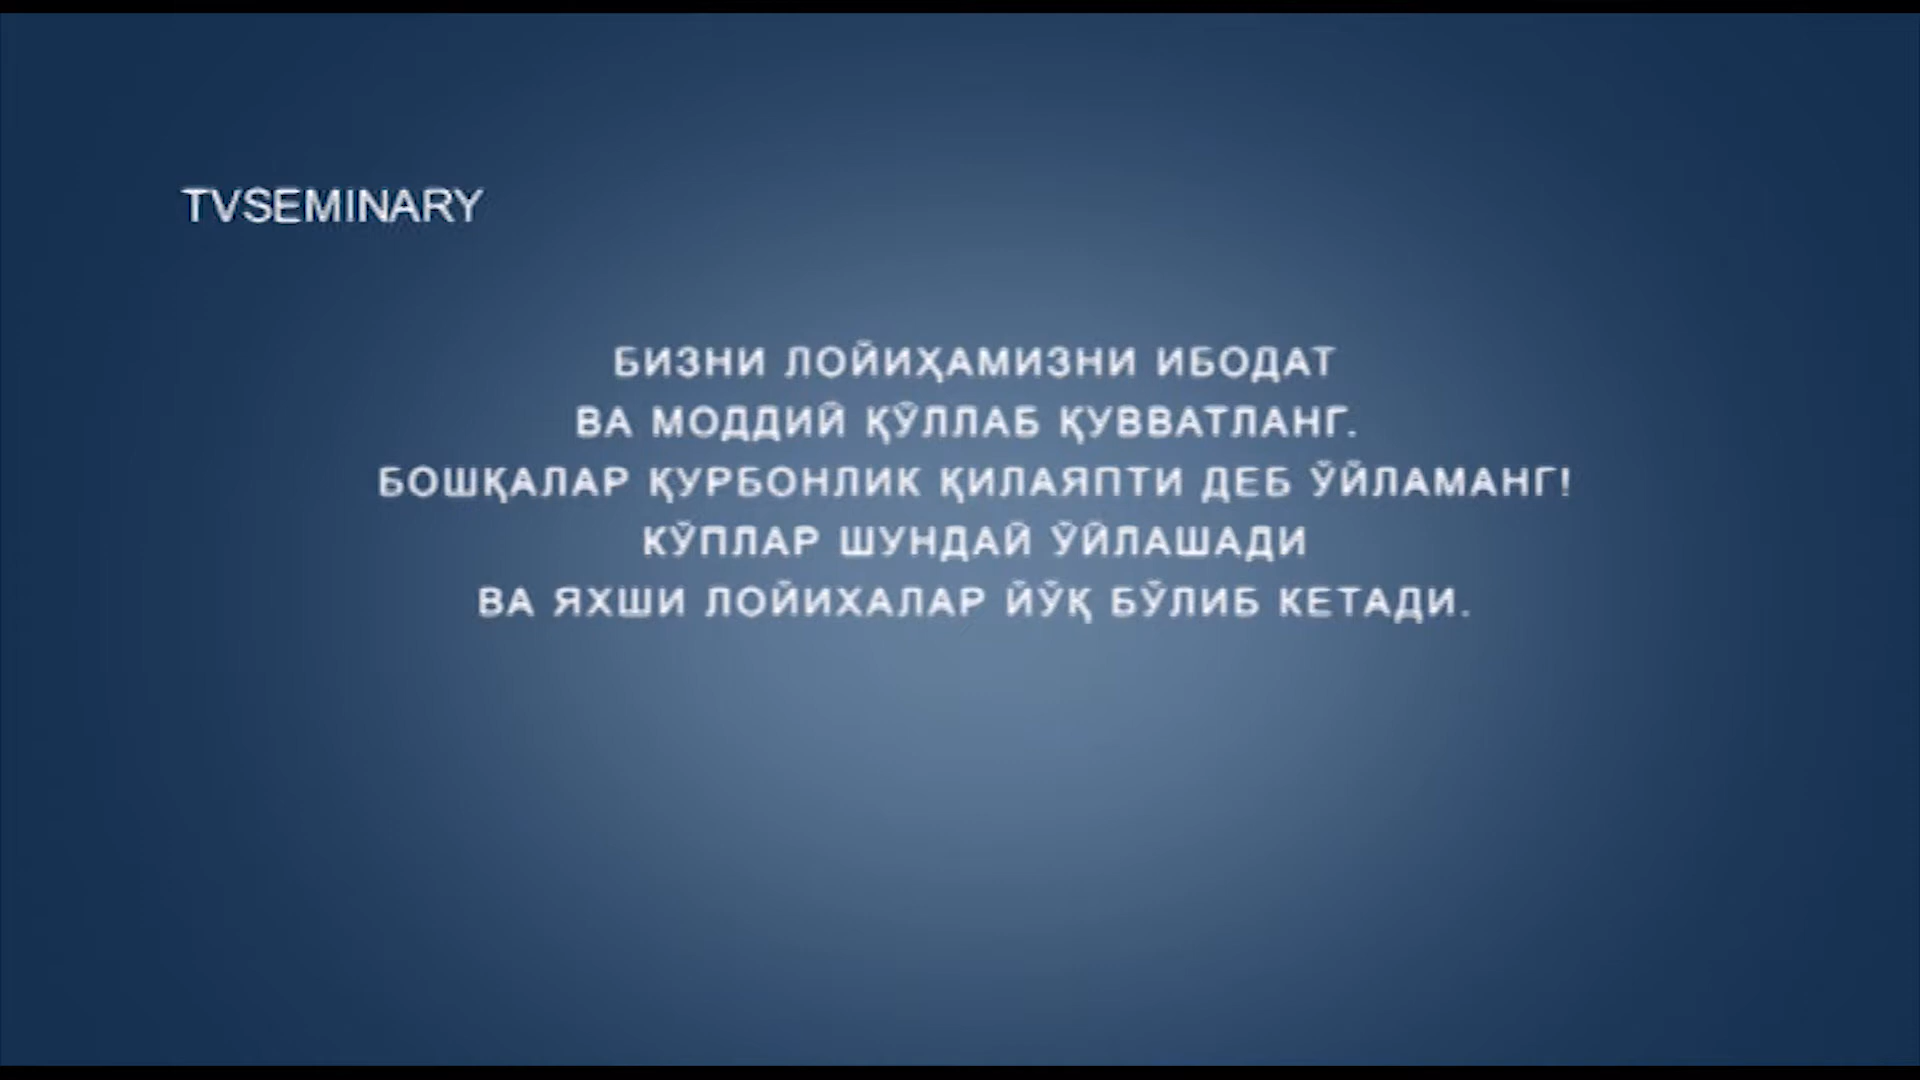 TVSEMINARY
БИЗНИ ЛОЙИҲАМИЗНИ ИБОДАТ
ВА МОДДИЙ ҚЎЛЛАБ ҚУВВАТЛАНГ.
БОШҚАЛАР ҚУРБОНЛИК ҚИЛАЯПТИ ДЕБ ЎЙЛАМАНГ!
КЎПЛАР ШУНДАЙ ЎЙЛАШАДИ
ВА ЯХШИ ЛОЙИХАЛАР ЙЎҚ БЎЛИБ КЕТАДИ.